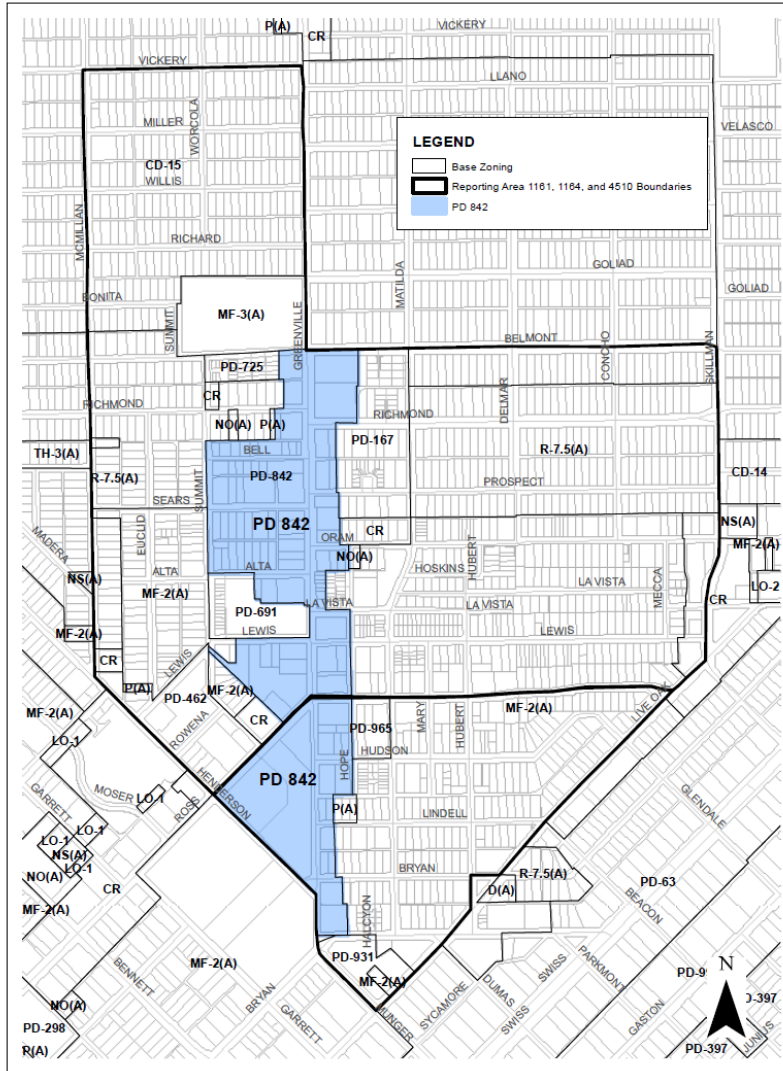 P(A)
CR
VICKERY
VICKERY
LLANO
MILLER
WORCOLA
VELASCO
LEGEND
Base Zoning
Reporting Area 1161, 1164, and 4510 Boundaries
PD 842
CD-15
WILLIS
MCMILLAN
RICHARD
GOLIAD
MATILDA
GOLIAD
BONITA
MF-3(A)
SUMMIT
GREENVILLE
BELMONT
CONCHO
SKILLMAN
PD-725
CR
RICHMOND
RICHMOND
DELMAR
NO(A)
P(A)
PD-167
R-7.5(A)
BELL
TH-3(A)
R-7.5(A)
PD-842
PROSPECT
CD-14
SEARS
SUMMIT
PD 842
CR
NS(A)
MADERA
EUCLID
ORAM
NO(A)
MF-2(A)
ALTA
ALTA
HOSKINS
HUBERT
NS(A)
MF-2(A)
LA VISTA
MECCA
LO-2
CR
PD-691
LA VISTA
LA VISTA
MF-2(A)
LEWIS
LEWIS
CR
LEWIS
P(A)
PD-462
MF-2(A)
MF-2(A)
MF-2(A)
LIVE OAK
CR
ROWENA
MARY
HUBERT
LO-1
PD-965
HUDSON
HOPE
PD 842
MOSER
HENDERSON
GARRETT
LO-1
ROSS
P(A)
LINDELL
GLENDALE
LO-1
LO-1
NS(A)
LO-1
NO(A)
CR
BRYAN
R-7.5(A)
D(A)
PD-63
BEACON
MF-2(A)
HALCYON
PD-931
MF-2(A)
BENNETT
MF-2(A)
SWISS
PARKMONT
N
BRYAN
DUMAS
SYCAMORE
SWISS
MUNGER
GARRETT
NO(A)
GASTON
PD-298
P(A)
PD-397
JUNIUS